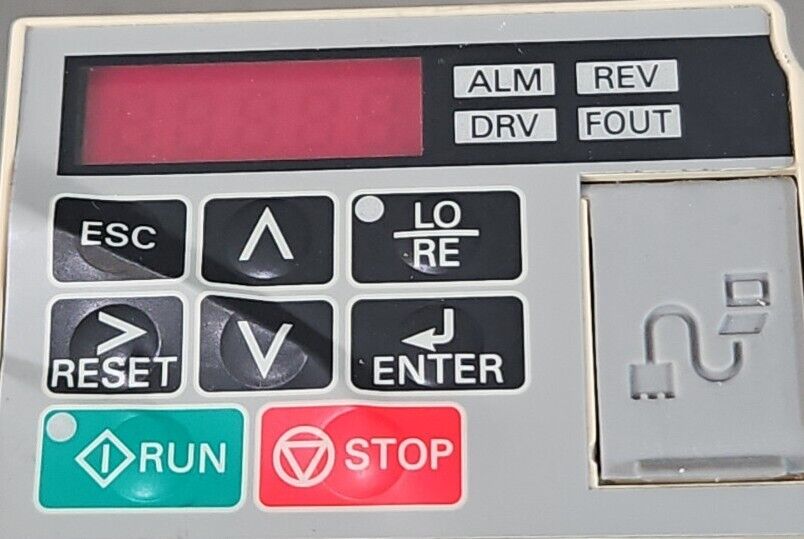 ALM REV
DRV FOUT
ESC ∧ LO
RE
>
RESET ∨ ENTER
RUN STOP